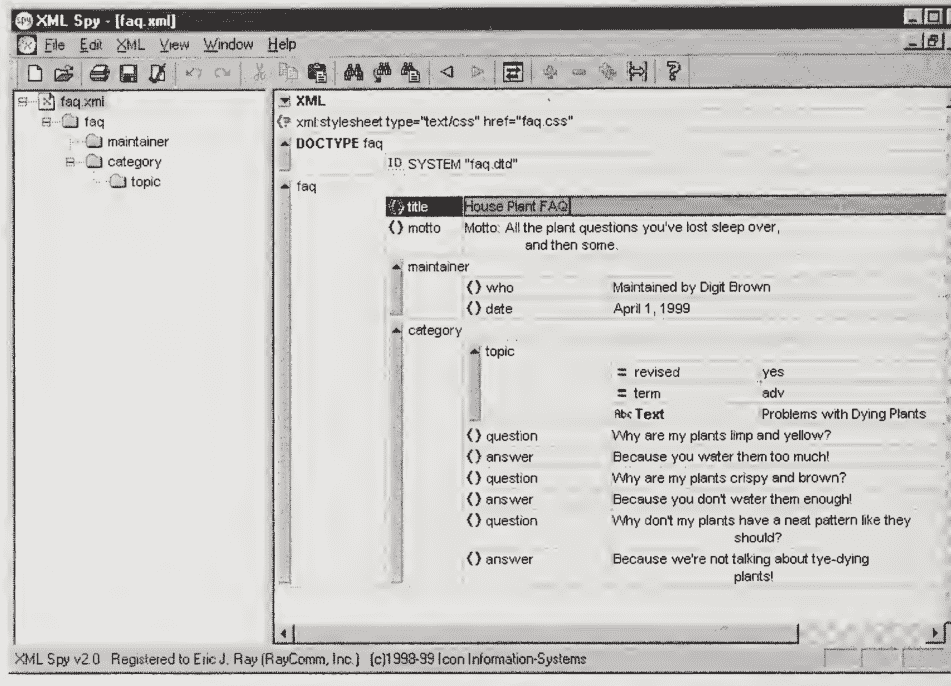 spy XML Spy - [faq.xml]
File Edit XML View Window Help
faq.xml
faq
maintainer
category
topic
XML
xml:stylesheet type="text/css" href="faq.css"
DOCTYPE faq
ID SYSTEM "faq.dtd"
faq
title House Plant FAQ
motto Motto: All the plant questions you've lost sleep over,
and then some.
maintainer
who Maintained by Digit Brown
date April 1, 1999
category
topic
= revised yes
= term adv
Abc Text Problems with Dying Plants
question Why are my plants limp and yellow?
answer Because you water them too much!
question Why are my plants crispy and brown?
answer Because you don't water them enough!
question Why don't my plants have a neat pattern like they
should?
answer Because we're not talking about tye-dying
plants!
XML Spy v2.0 Registered to Eric J. Ray (RayComm, Inc.) (c)1998-99 Icon Information-Systems